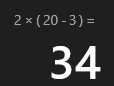 2 × ( 20 - 3 ) =
34